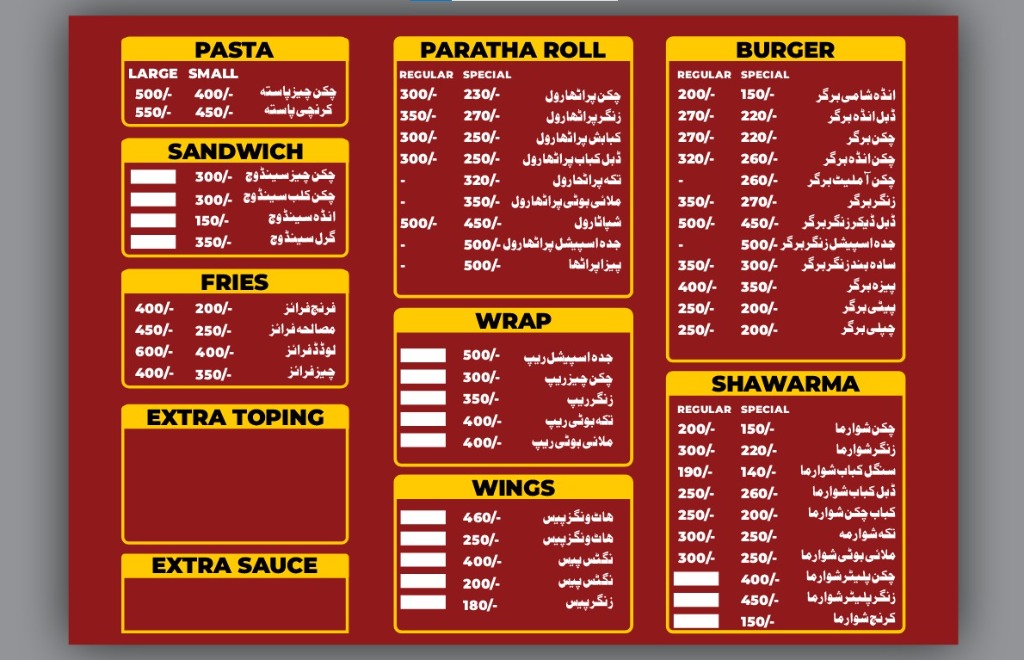 PASTA
LARGE SMALL
500/- 400/- چکن چیز پاستہ
550/- 450/- کرنچی پاستہ
SANDWICH
300/- چکن چیز سینڈوچ
300/- چکن کلب سینڈوچ
150/- انڈہ سینڈوچ
350/- گرل سینڈوچ
FRIES
400/- 200/- فرنچ فرائز
450/- 250/- مصالحہ فرائز
600/- 400/- لوڈڈ فرائز
400/- 350/- چیز فرائز
EXTRA TOPING
EXTRA SAUCE
PARATHA ROLL
REGULAR SPECIAL
300/- 230/- چکن پراٹھا رول
350/- 270/- زنگر پراٹھا رول
300/- 250/- کبابش پراٹھا رول
300/- 250/- ڈبل کباب پراٹھا رول
- 320/- تکہ پراٹحارول
- 350/- ملائی بوٹی پراٹھا رول
500/- 450/- شپاٹا رول
- 500/- جدہ اسپیشل پراٹھا رول
- 500/- پیزا پراٹھا
WRAP
500/- جدہ اسپیشل ریپ
300/- چکن چیز ریپ
350/- زنگر ریپ
400/- تکہ بوٹی ریپ
400/- ملائی بوٹی ریپ
WINGS
460/- ھاٹ ونگز پیس
250/- ھاٹ ونگز پیس
400/- نگٹس پیس
200/- نگٹس پیس
180/- زنگر پیس
BURGER
REGULAR SPECIAL
200/- 150/- انڈہ شامی برگر
270/- 220/- ڈبل انڈہ برگر
270/- 220/- چکن برگر
320/- 260/- چکن انڈہ برگر
- 260/- چکن آملیٹ برگر
350/- 270/- زنگر برگر
500/- 450/- ڈبل ڈیکر زنگر برگر
- 500/- جدہ اسپیشل زنگر برگر
350/- 300/- سادہ بند زنگر برگر
400/- 350/- پیزہ برگر
250/- 200/- پیٹی برگر
250/- 200/- چپلی برگر
SHAWARMA
REGULAR SPECIAL
200/- 150/- چکن شوارما
300/- 220/- زنگر شوارما
190/- 140/- سنگل کباب شوارما
250/- 260/- ڈبل کباب شوارما
250/- 200/- کباب چکن شوارما
300/- 250/- تکہ شوارمہ
300/- 250/- ملائی بوٹی شوارما
400/- چکن پلیٹر شوارما
450/- زنگر پلیٹر شوارما
150/- کرنچ شوارما